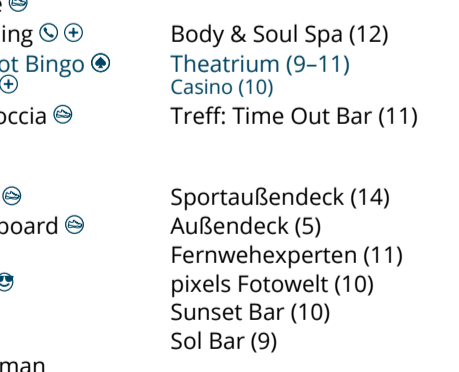 ing Body & Soul Spa (12)
ot Bingo Theatrium (9–11)
Casino (10)
occia Treff: Time Out Bar (11)
Sportaußendeck (14)
board Außendeck (5)
Fernwehexperten (11)
pixels Fotowelt (10)
Sunset Bar (10)
Sol Bar (9)
man